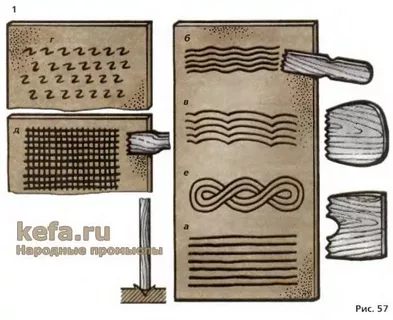 1
г
б
д
в
е
а
kefa.ru
Народные промыслы
Рис. 57